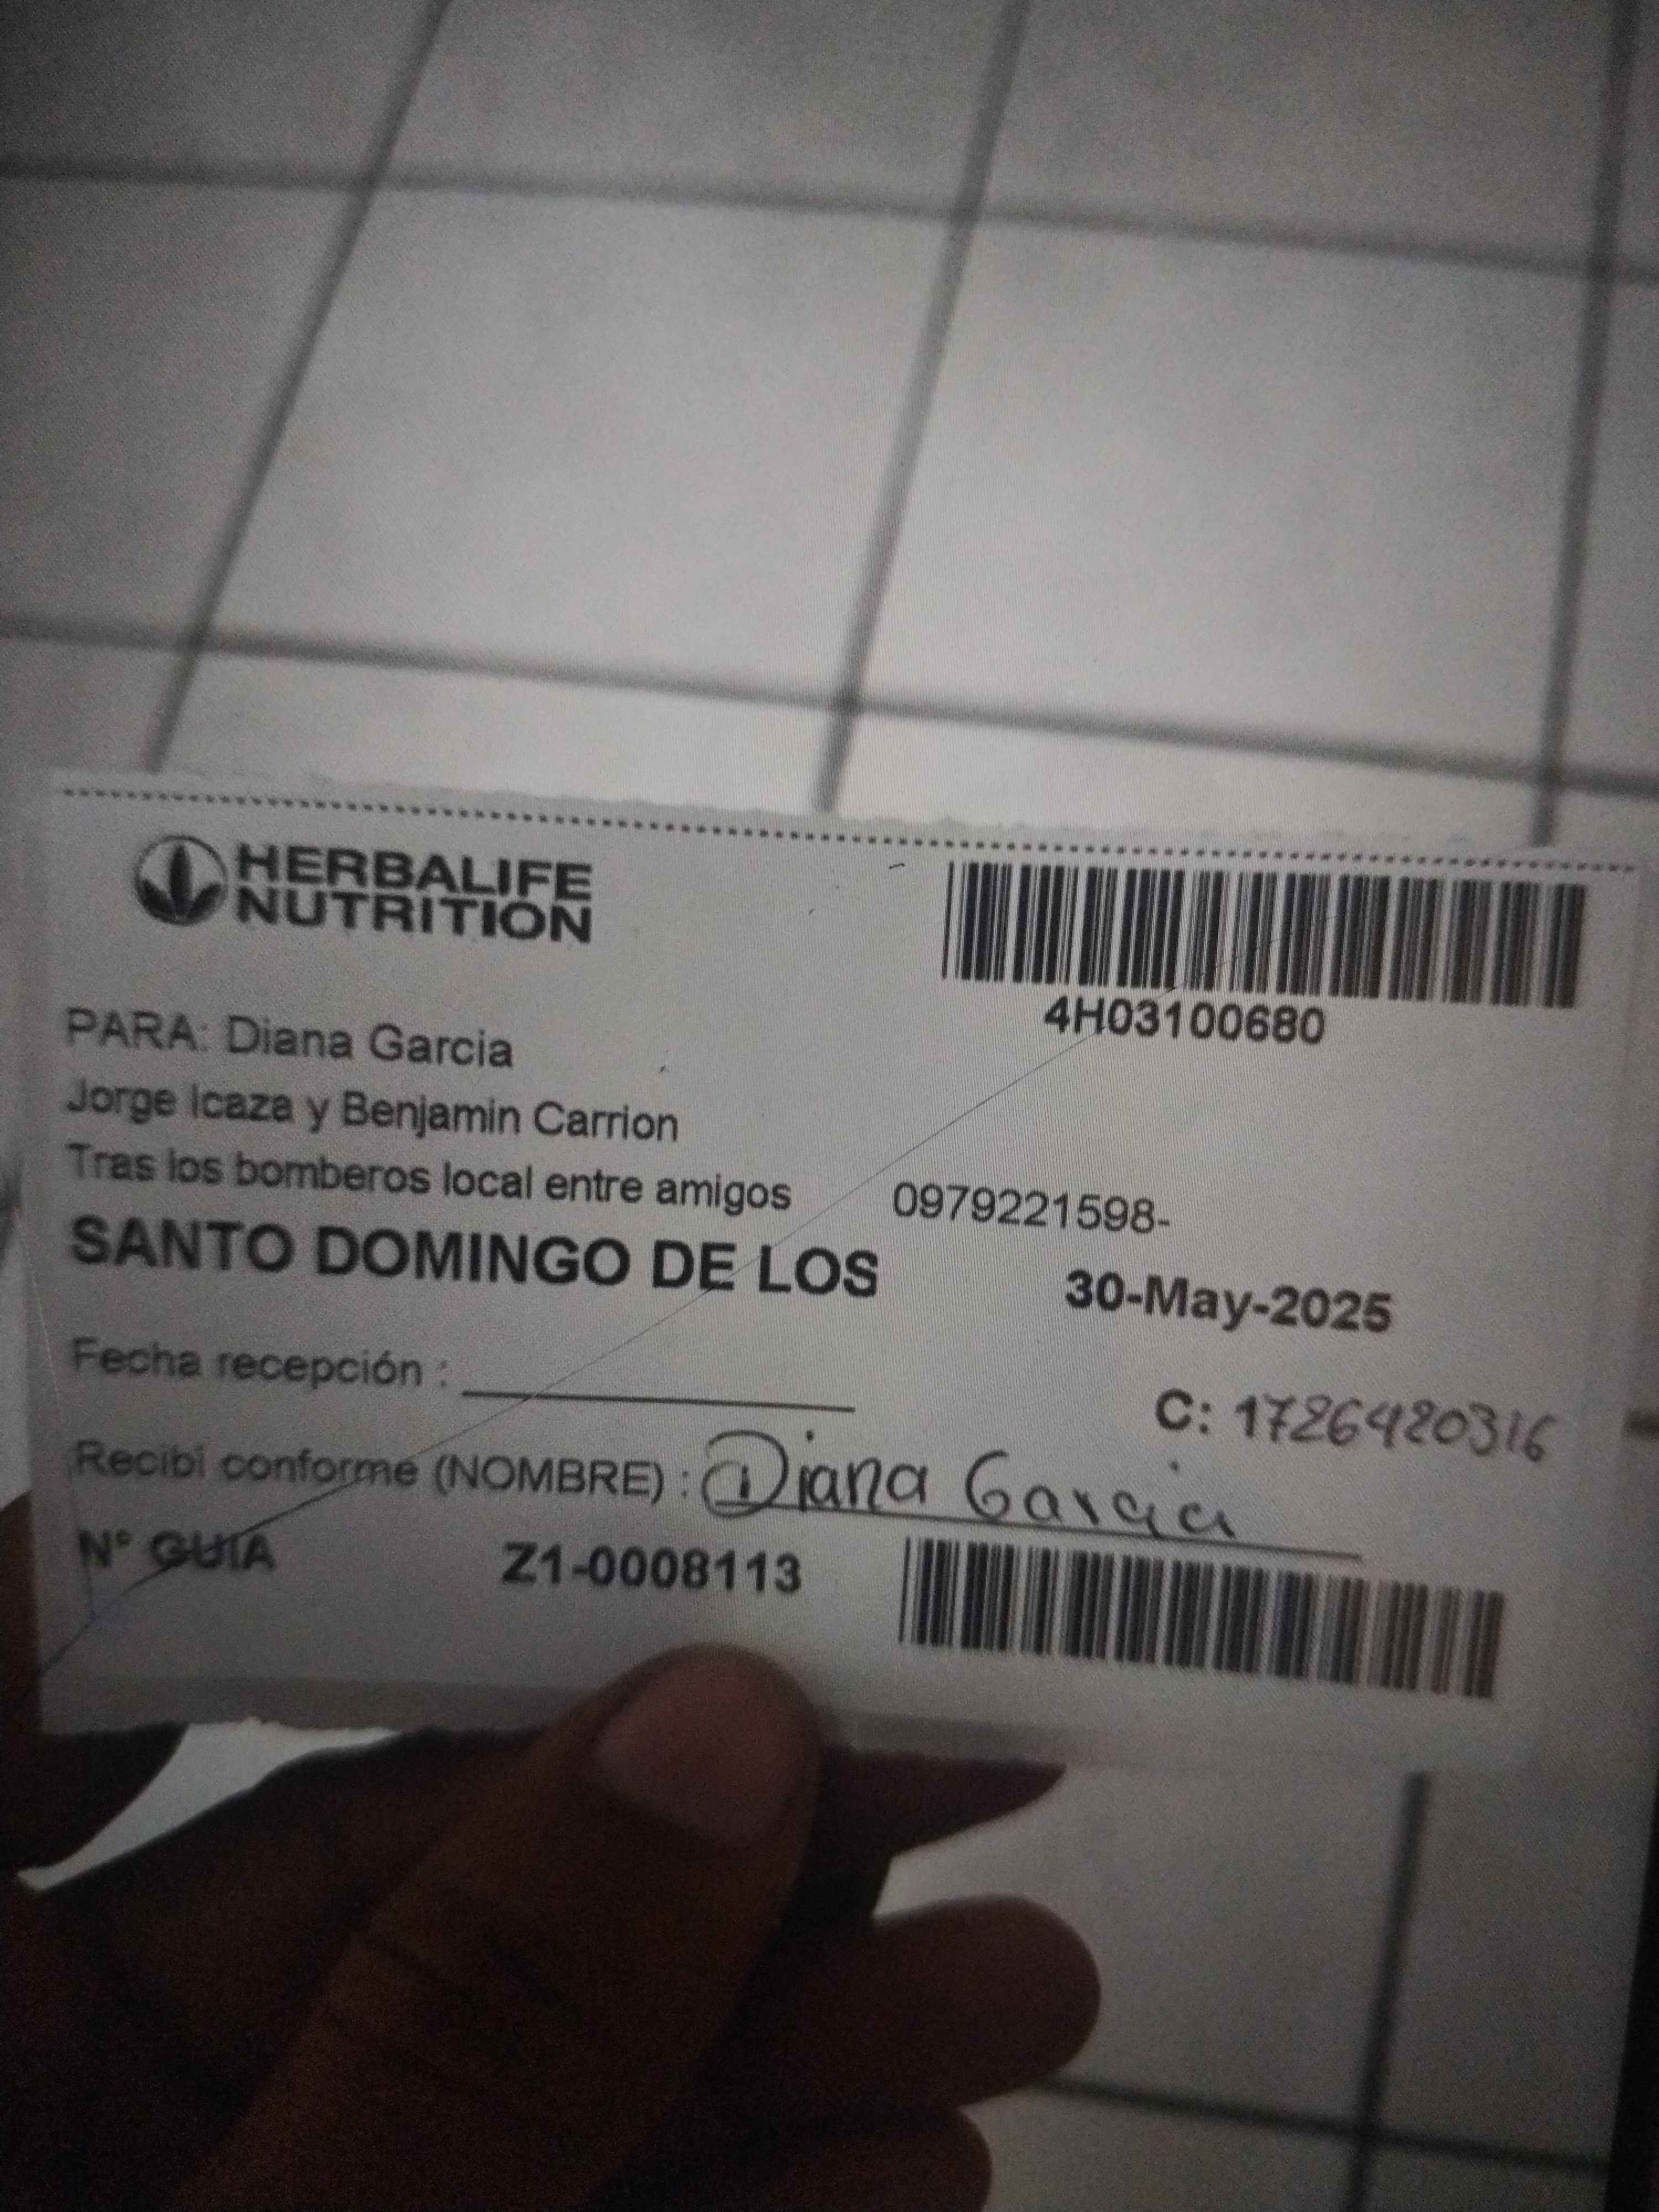 HERBALIFE
NUTRITION
4H03100680
PARA: Diana Garcia
Jorge Icaza y Benjamin Carrion
Tras los bomberos local entre amigos 0979221598-
SANTO DOMINGO DE LOS 30-May-2025
Fecha recepción :
C: 1726420316
Recibi conforme (NOMBRE) : Diana Garcia
N° GUIA Z1-0008113